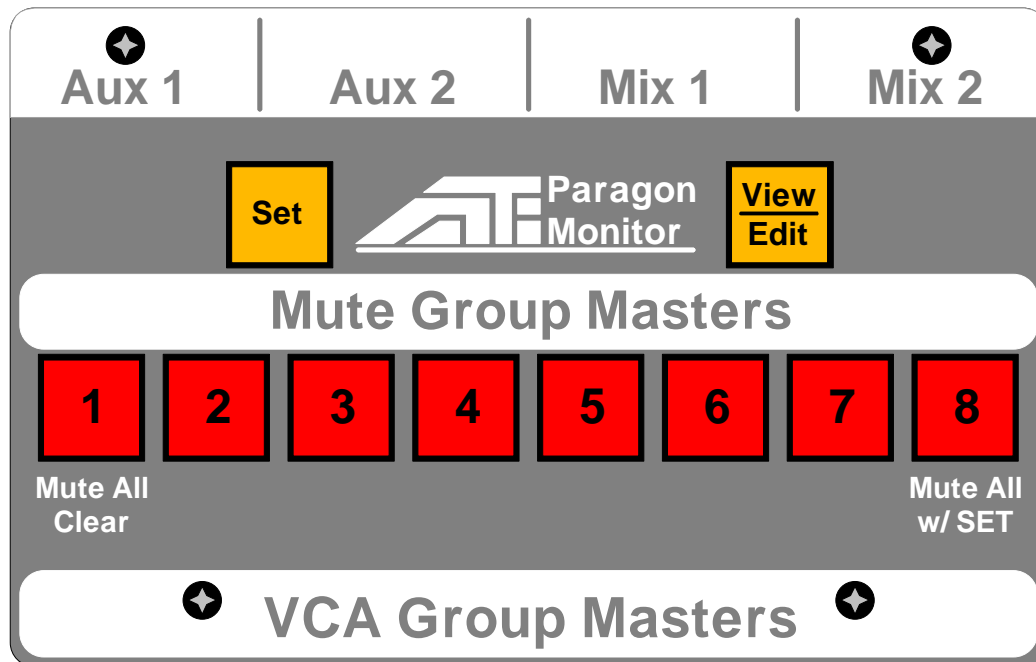 Aux 1 Aux 2 Mix 1 Mix 2
Set
ATI
Paragon
Monitor
View
Edit
Mute Group Masters
1 2 3 4 5 6 7 8
Mute All
Clear
Mute All
w/ SET
VCA Group Masters